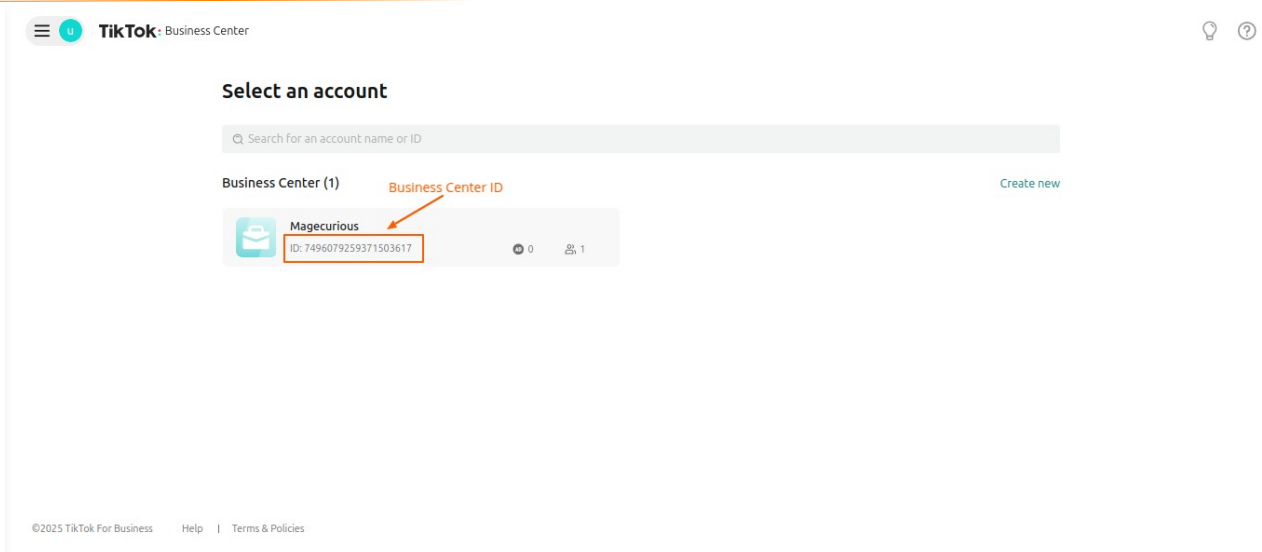 u TikTok: Business Center
Select an account
Search for an account name or ID
Business Center (1)
Business Center ID
Create new
Magecurious
ID: 7496079259371503617
AD 0
1
©2025 TikTok For Business Help | Terms & Policies